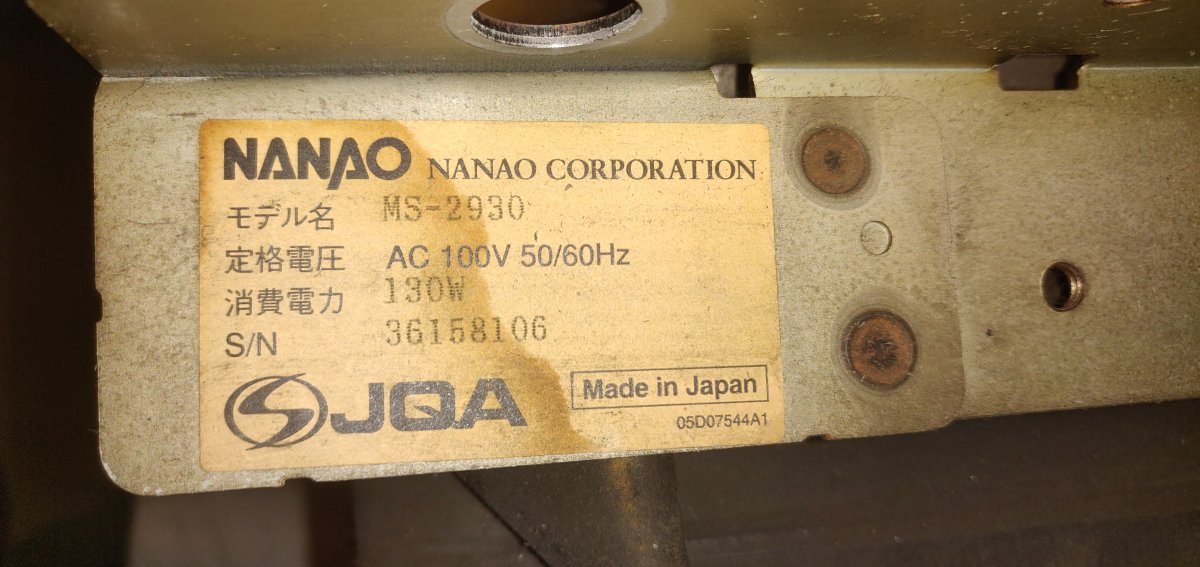 NANAO NANAO CORPORATION
モデル名 MS-2930
定格電圧 AC 100V 50/60Hz
消費電力 130W
S/N 36158106
JQA Made in Japan
05D07544A1